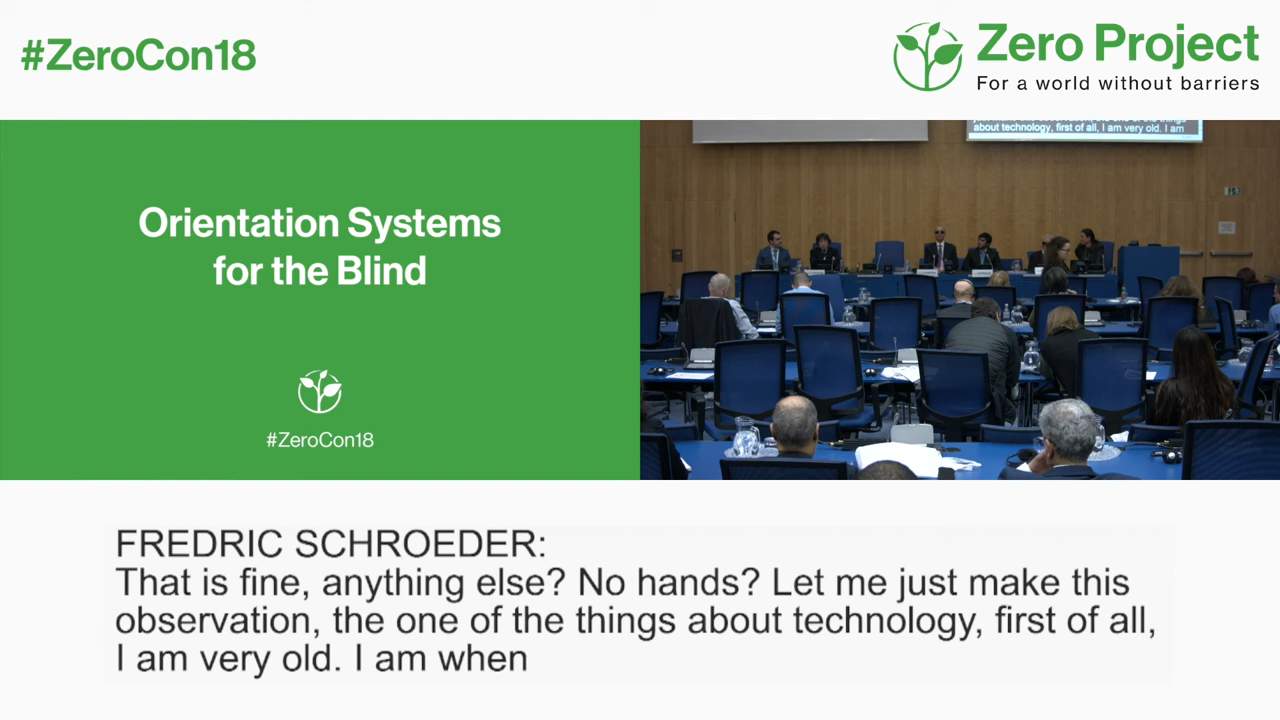 #ZeroCon18
Zero Project
For a world without barriers
about technology, first of all, I am very old. I am
Orientation Systems
for the Blind
#ZeroCon18
FREDRIC SCHROEDER:
That is fine, anything else? No hands? Let me just make this
observation, the one of the things about technology, first of all,
I am very old. I am when